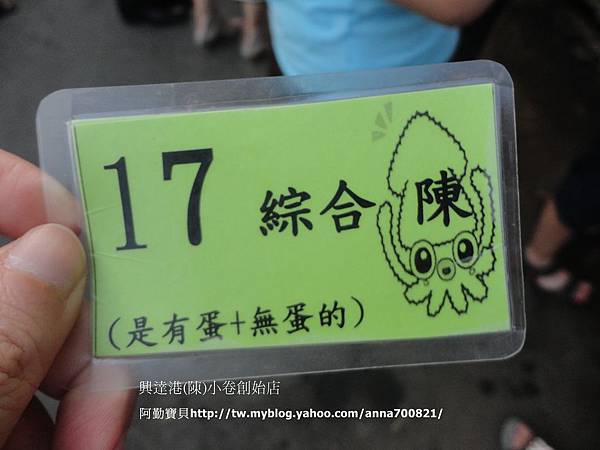 17 綜合 陳
(是有蛋+無蛋的)
興達港(陳)小卷創始店
阿勤寶貝http://tw.myblog.yahoo.com/anna700821/